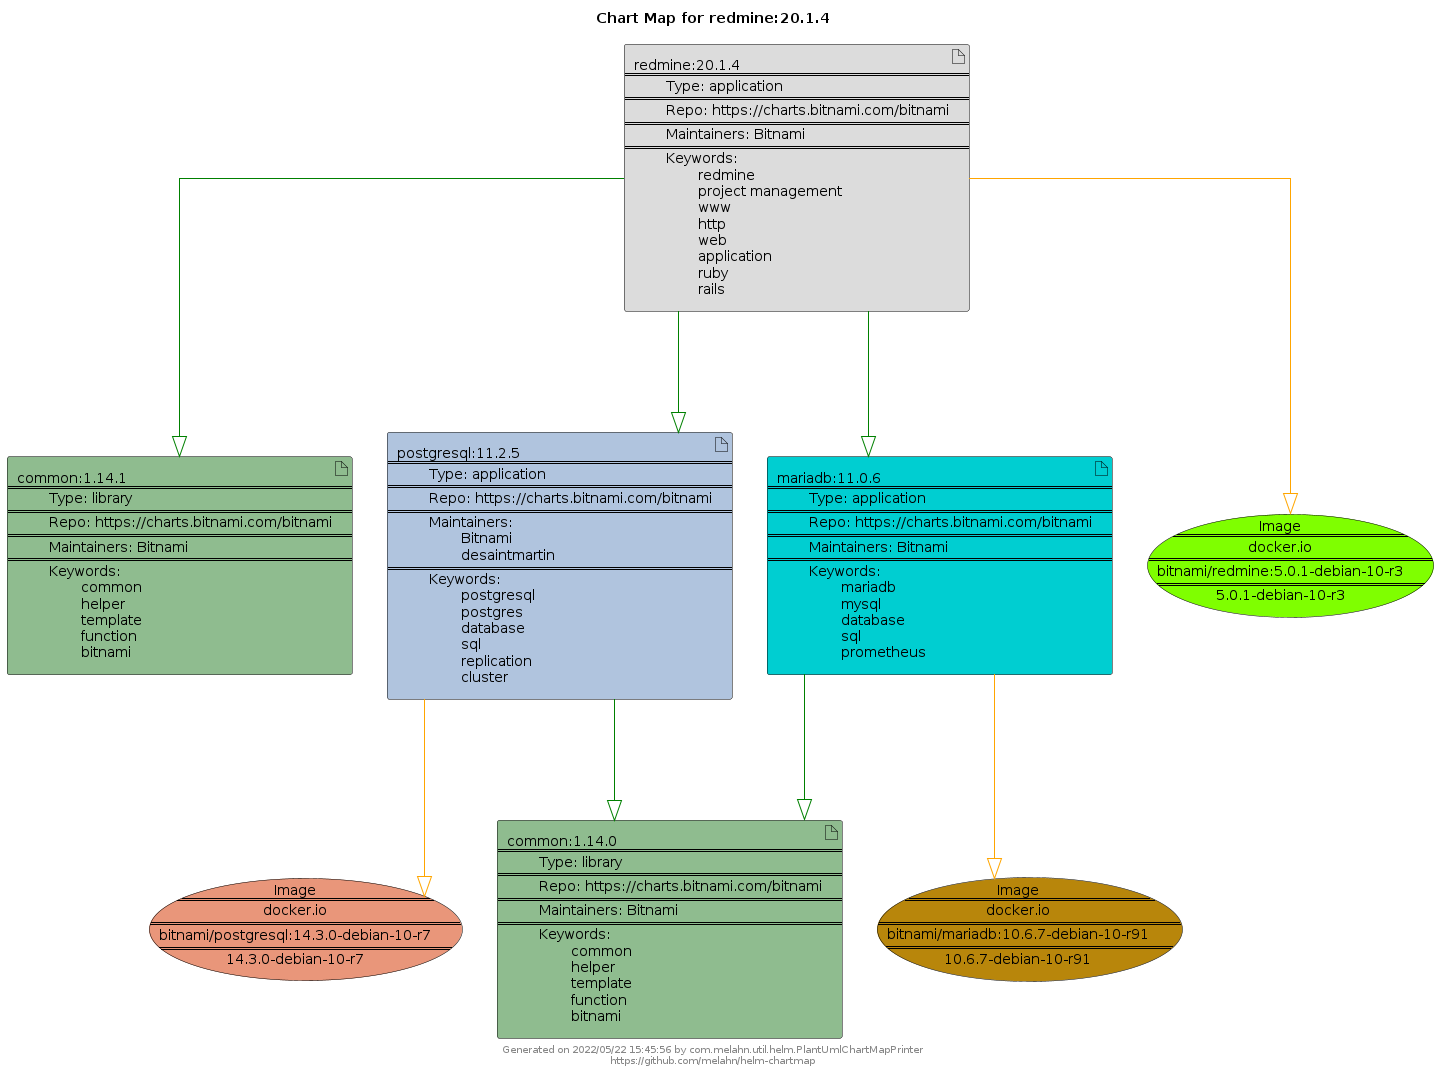 Chart Map for redmine:20.1.4
redmine:20.1.4
Type: application
Repo: https://charts.bitnami.com/bitnami
Maintainers: Bitnami
Keywords:
redmine
project management
www
http
web
application
ruby
rails
common:1.14.1
Type: library
Repo: https://charts.bitnami.com/bitnami
Maintainers: Bitnami
Keywords:
common
helper
template
function
bitnami
postgresql:11.2.5
Type: application
Repo: https://charts.bitnami.com/bitnami
Maintainers:
Bitnami
desaintmartin
Keywords:
postgresql
postgres
database
sql
replication
cluster
mariadb:11.0.6
Type: application
Repo: https://charts.bitnami.com/bitnami
Maintainers: Bitnami
Keywords:
mariadb
mysql
database
sql
prometheus
Image
docker.io
bitnami/redmine:5.0.1-debian-10-r3
5.0.1-debian-10-r3
Image
docker.io
bitnami/postgresql:14.3.0-debian-10-r7
14.3.0-debian-10-r7
common:1.14.0
Type: library
Repo: https://charts.bitnami.com/bitnami
Maintainers: Bitnami
Keywords:
common
helper
template
function
bitnami
Image
docker.io
bitnami/mariadb:10.6.7-debian-10-r91
10.6.7-debian-10-r91
Generated on 2022/05/22 15:45:56 by com.melahn.util.helm.PlantUmlChartMapPrinter
https://github.com/melahn/helm-chartmap